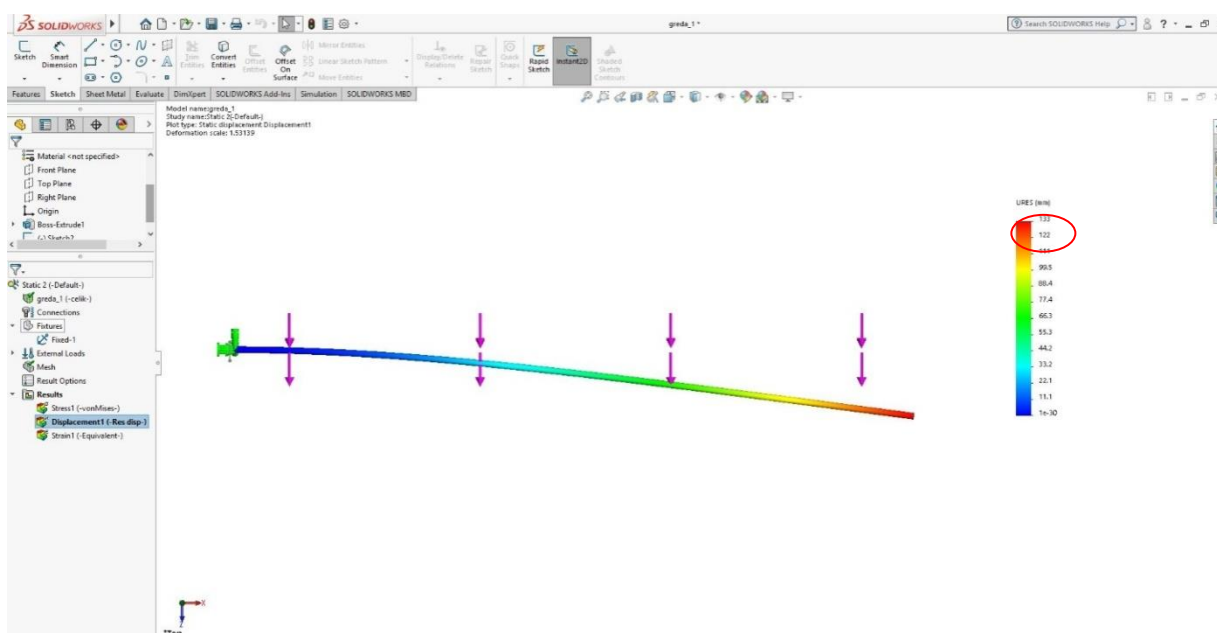 SOLIDWORKS
greda_1 *
Search SOLIDWORKS Help
Sketch
Smart Dimension
Trim Entities
Convert Entities
Offset Entities
Offset On Surface
Mirror Entities
Linear Sketch Pattern
Move Entities
Display/Delete Relations
Repair Sketch
Quick Snaps
Rapid Sketch
Instant2D
Shaded Sketch Contours
Features Sketch Sheet Metal Evaluate DimXpert SOLIDWORKS Add-Ins Simulation SOLIDWORKS MBD
Model name:greda_1
Study name:Static 2(-Default-)
Plot type: Static displacement Displacement1
Deformation scale: 1,53139
Material <not specified>
Front Plane
Top Plane
Right Plane
Origin
Boss-Extrude1
(-) Sketch2
Static 2 (-Default-)
greda_1 (-celik-)
Connections
Fixtures
Fixed-1
External Loads
Mesh
Result Options
Results
Stress1 (-vonMises-)
Displacement1 (-Res disp-)
Strain1 (-Equivalent-)
URES (mm)
133
122
111
99.5
88.4
77.4
66.3
55.3
44.2
33.2
22.1
11.1
1e-30
X
Z
*Top